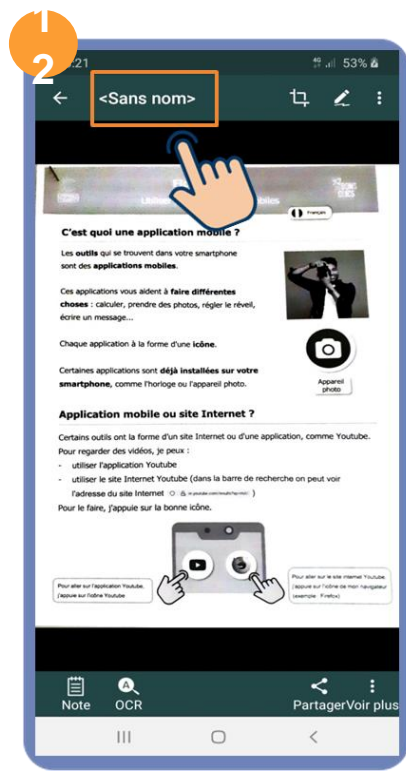 12
:21
53%
<Sans nom>
Français
C'est quoi une application mobile ?
Les outils qui se trouvent dans votre smartphone
sont des applications mobiles.
Ces applications vous aident à faire différentes
choses : calculer, prendre des photos, régler le réveil,
écrire un message...
Chaque application à la forme d'une icône.
Certaines applications sont déjà installées sur votre
smartphone, comme l'horloge ou l'appareil photo.
Appareil
photo
Application mobile ou site Internet ?
Certains outils ont la forme d'un site Internet ou d'une application, comme Youtube.
Pour regarder des vidéos, je peux :
- utiliser l'application Youtube
- utiliser le site Internet Youtube (dans la barre de recherche on peut voir
l'adresse du site Internet )
Pour le faire, j'appuie sur la bonne icône.
Pour aller sur l'application Youtube,
j'appuie sur l'icône Youtube
Pour aller sur le site internet Youtube,
j'appuie sur l'icône de mon navigateur
(exemple : Firefox)
Note
OCR
Partager
Voir plus